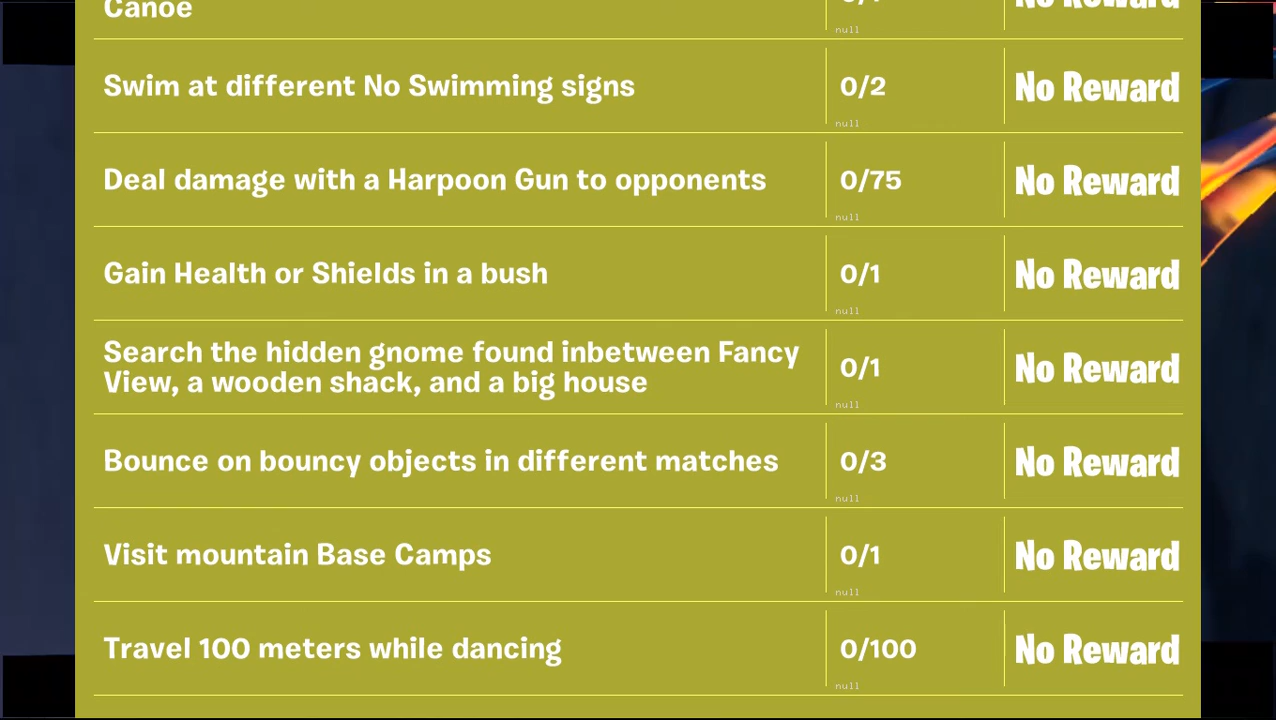 Canoe
0/1
No Reward
null
Swim at different No Swimming signs
0/2
No Reward
null
Deal damage with a Harpoon Gun to opponents
0/75
No Reward
null
Gain Health or Shields in a bush
0/1
No Reward
null
Search the hidden gnome found inbetween Fancy
View, a wooden shack, and a big house
0/1
No Reward
null
Bounce on bouncy objects in different matches
0/3
No Reward
null
Visit mountain Base Camps
0/1
No Reward
null
Travel 100 meters while dancing
0/100
No Reward
null